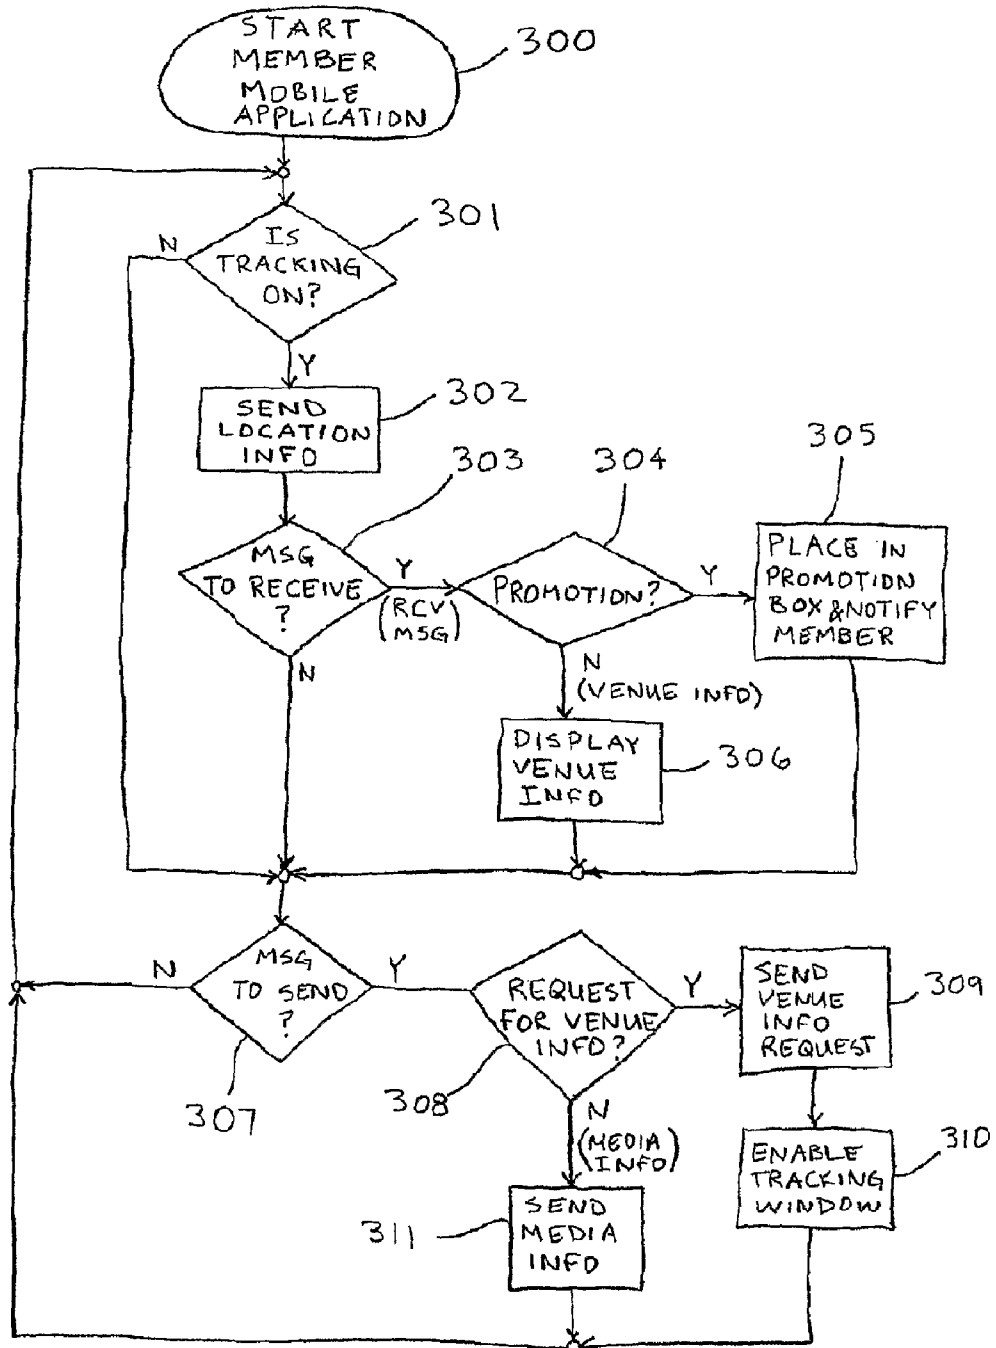 START
MEMBER
MOBILE
APPLICATION
300
IS
TRACKING
ON?
301
N
Y
SEND
LOCATION
INFO
302
MSG
TO RECEIVE
?
303
Y
(RCV
MSG)
N
PROMOTION?
304
Y
PLACE IN
PROMOTION
BOX & NOTIFY
MEMBER
305
N
(VENUE INFO)
DISPLAY
VENUE
INFO
306
MSG
TO SEND
?
307
N
Y
REQUEST
FOR VENUE
INFO?
308
Y
SEND
VENUE
INFO
REQUEST
309
N
(MEDIA
INFO)
ENABLE
TRACKING
WINDOW
310
SEND
MEDIA
INFO
311